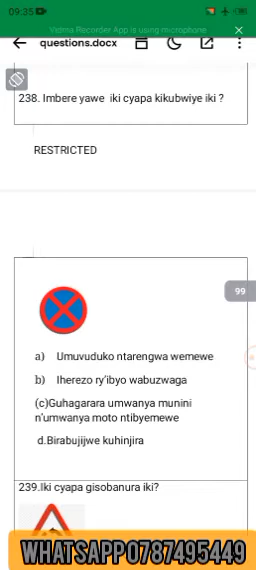 09:35
Vidma Recorder App is using microphone
questions.docx
238. Imbere yawe iki cyapa kikubwiye iki ?
RESTRICTED
99
a) Umuvuduko ntarengwa wemewe
b) Iherezo ry'ibyo wabuzwaga
(c)Guhagarara umwanya munini
n'umwanya moto ntibyemewe
d.Birabujijwe kuhinjira
239.Iki cyapa gisobanura iki?
WHATSAPP0787495449